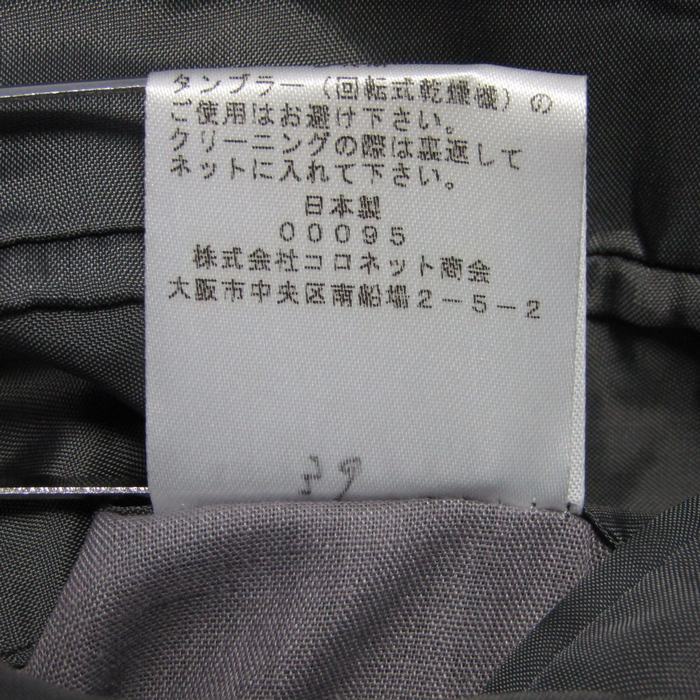 タンブラー（回転式乾燥機）の
ご使用はお避け下さい。
クリーニングの際は裏返して
ネットに入れて下さい。
日本製
00095
株式会社コロネット商会
大阪市中央区南船場2-5-2